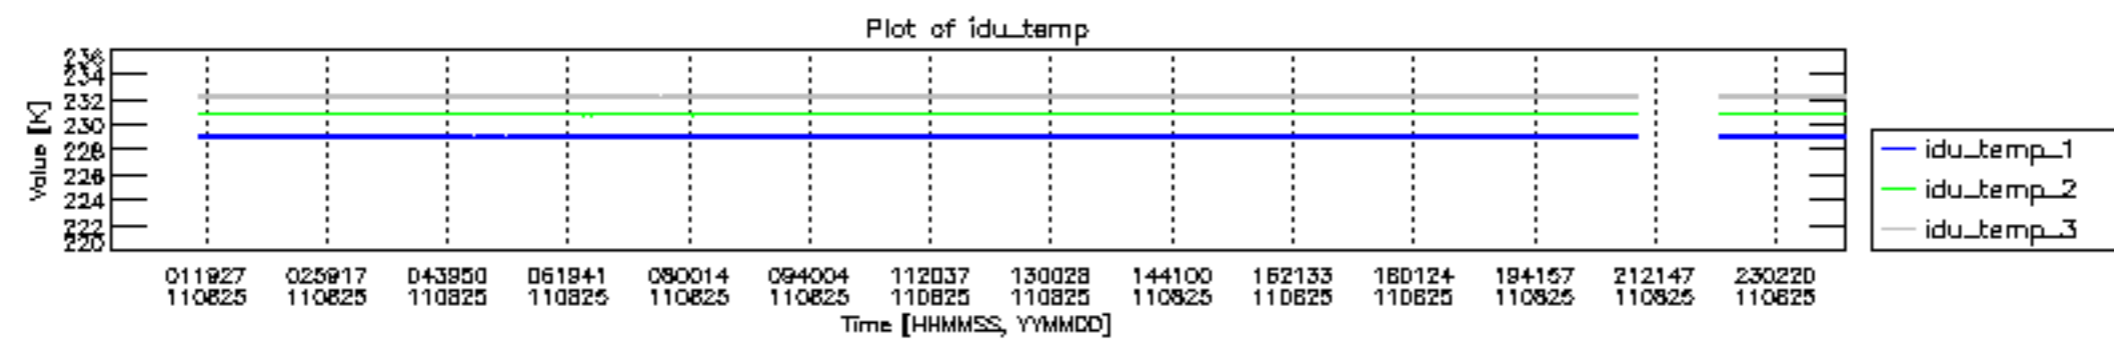 Plot of idu_temp
Value [K]
236
234
232
230
228
226
224
222
220
011927 025917 043950 061941 080014 094004 112037 130028 144100 162133 180124 194157 212147 230220
110825 110825 110825 110825 110825 110825 110825 110825 110825 110825 110825 110825 110825 110825
Time [HHMMSS, YYMMDD]
idu_temp_1
idu_temp_2
idu_temp_3